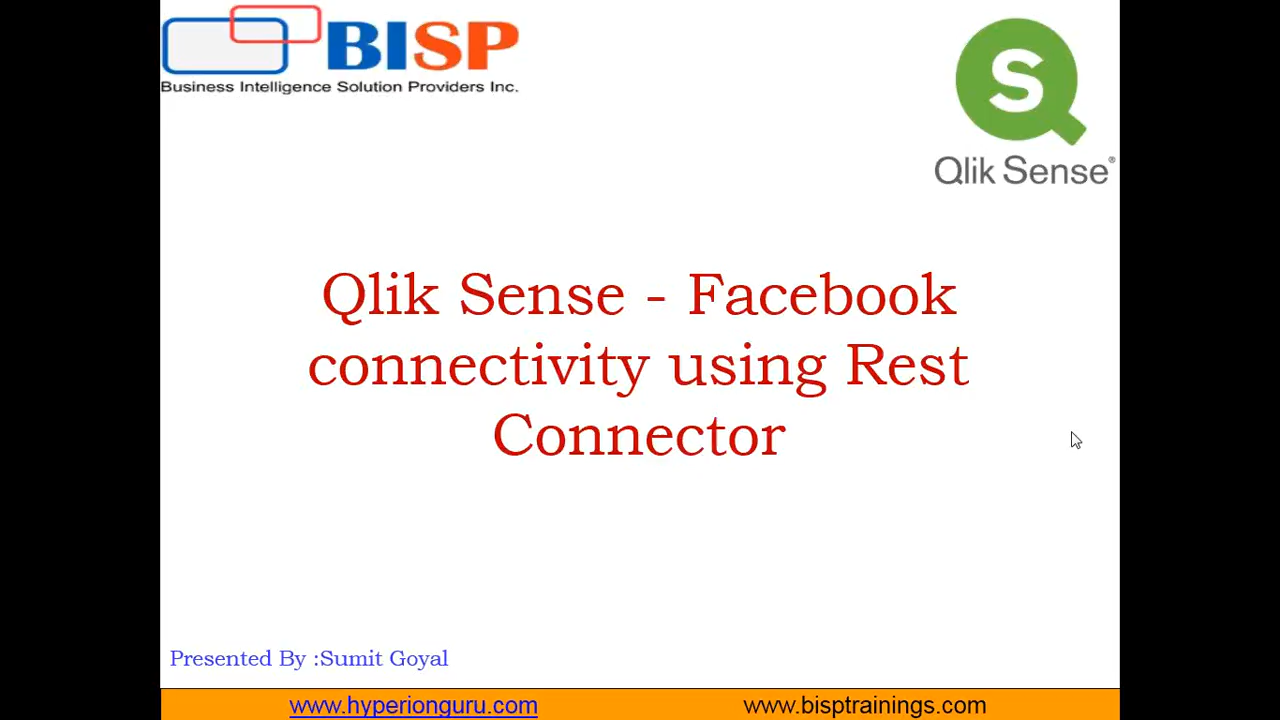 BISP
Business Intelligence Solution Providers Inc.
S
Qlik Sense®
Qlik Sense - Facebook
connectivity using Rest
Connector
Presented By :Sumit Goyal
www.hyperionguru.com
www.bisptrainings.com